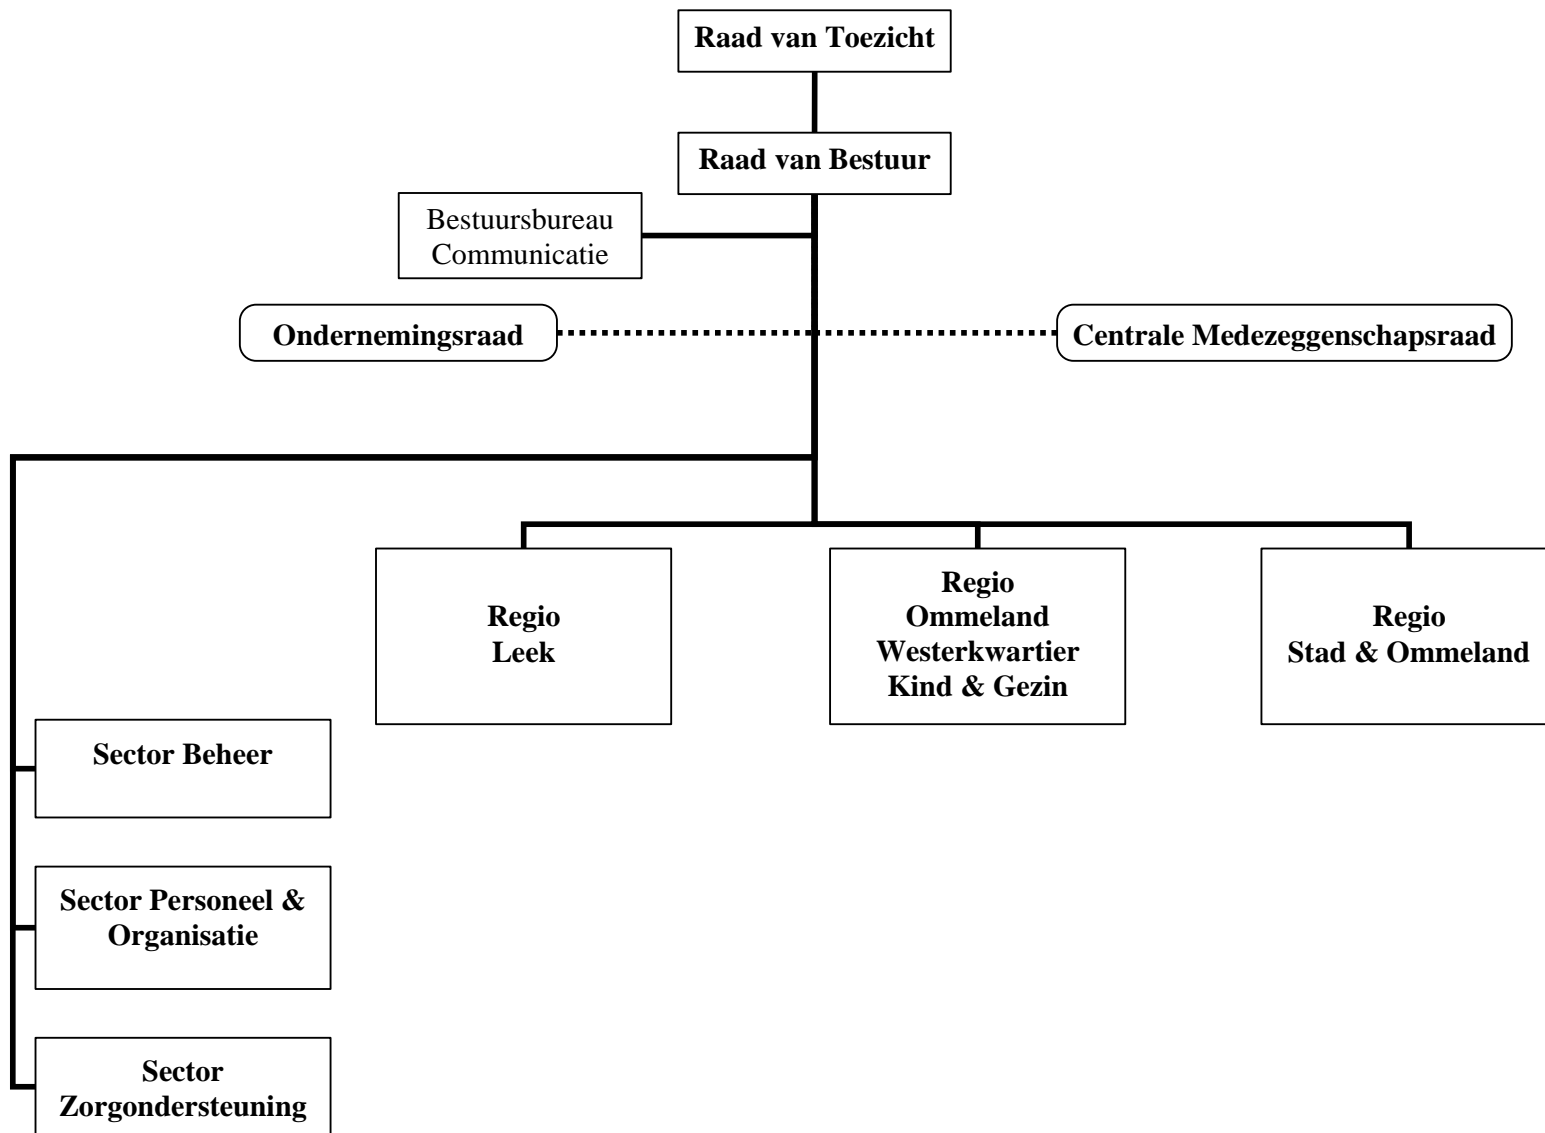 Raad van Toezicht
Raad van Bestuur
Bestuursbureau
Communicatie
Ondernemingsraad
Centrale Medezeggenschapsraad
Regio
Leek
Regio
Ommeland
Westerkwartier
Kind & Gezin
Regio
Stad & Ommeland
Sector Beheer
Sector Personeel &
Organisatie
Sector
Zorgondersteuning